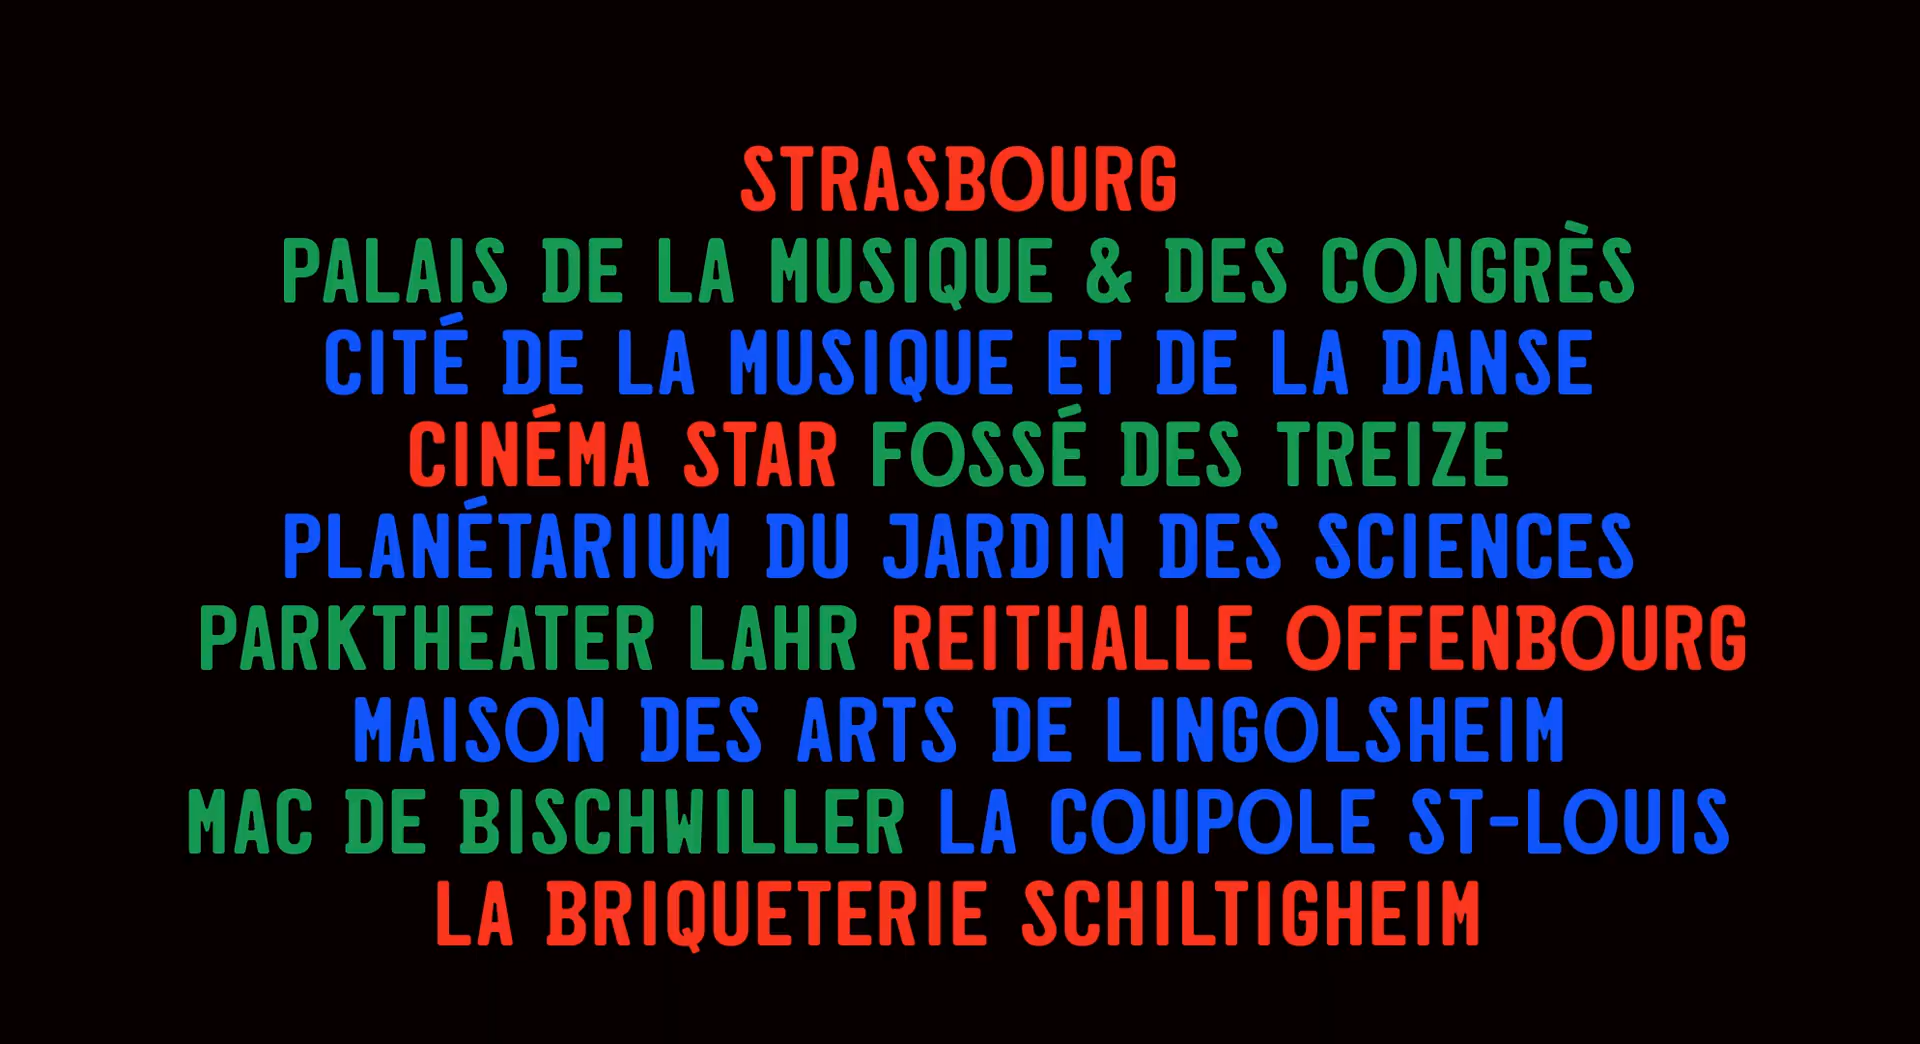 STRASBOURG
PALAIS DE LA MUSIQUE & DES CONGRÈS
CITÉ DE LA MUSIQUE ET DE LA DANSE
CINÉMA STAR FOSSÉ DES TREIZE
PLANÉTARIUM DU JARDIN DES SCIENCES
PARKTHEATER LAHR REITHALLE OFFENBOURG
MAISON DES ARTS DE LINGOLSHEIM
MAC DE BISCHWILLER LA COUPOLE ST-LOUIS
LA BRIQUETERIE SCHILTIGHEIM